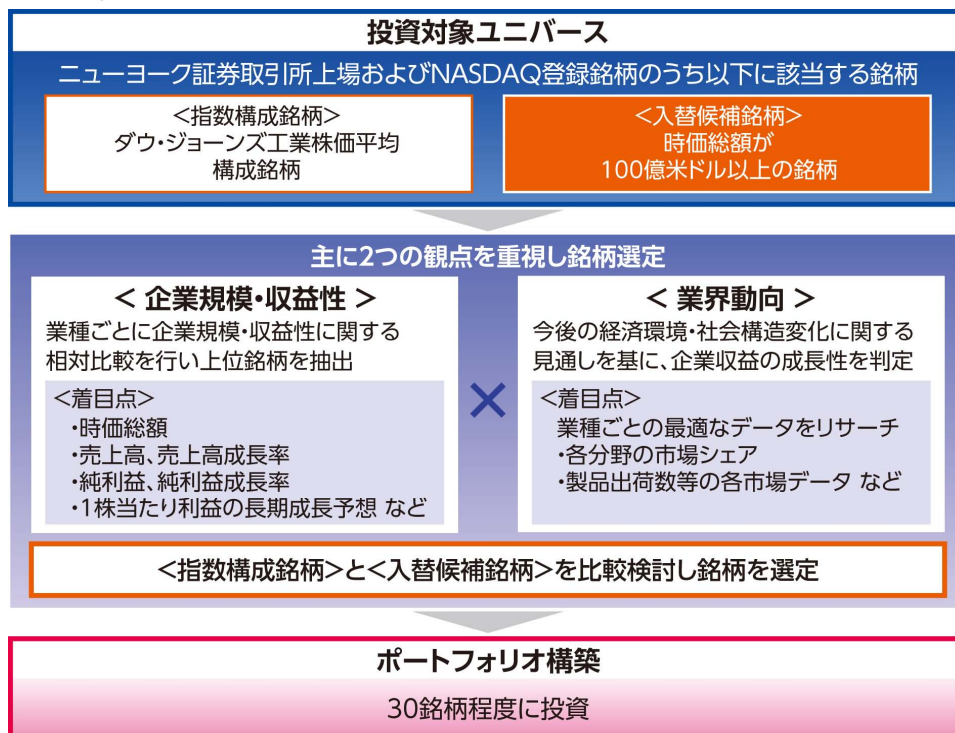 投資対象ユニバース
ニューヨーク証券取引所上場およびNASDAQ登録銘柄のうち以下に該当する銘柄
＜指数構成銘柄＞
ダウ・ジョーンズ工業株価平均
構成銘柄
＜入替候補銘柄＞
時価総額が
100億米ドル以上の銘柄
主に2つの観点を重視し銘柄選定
＜ 企業規模・収益性 ＞
業種ごとに企業規模・収益性に関する
相対比較を行い上位銘柄を抽出
＜着目点＞
・時価総額
・売上高、売上高成長率
・純利益、純利益成長率
・1株当たり利益の長期成長予想 など
×
＜ 業界動向 ＞
今後の経済環境・社会構造変化に関する
見通しを基に、企業収益の成長性を判定
＜着目点＞
業種ごとの最適なデータをリサーチ
・各分野の市場シェア
・製品出荷数等の各市場データ など
＜指数構成銘柄＞と＜入替候補銘柄＞を比較検討し銘柄を選定
ポートフォリオ構築
30銘柄程度に投資